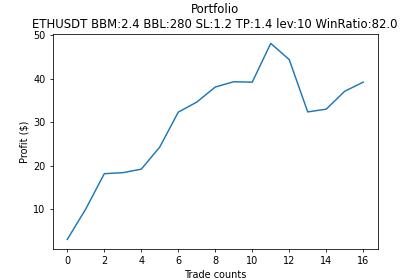 Portfolio
ETHUSDT BBM:2.4 BBL:280 SL:1.2 TP:1.4 lev:10 WinRatio:82.0
50
40
30
20
10
Profit ($)
0 2 4 6 8 10 12 14 16
Trade counts